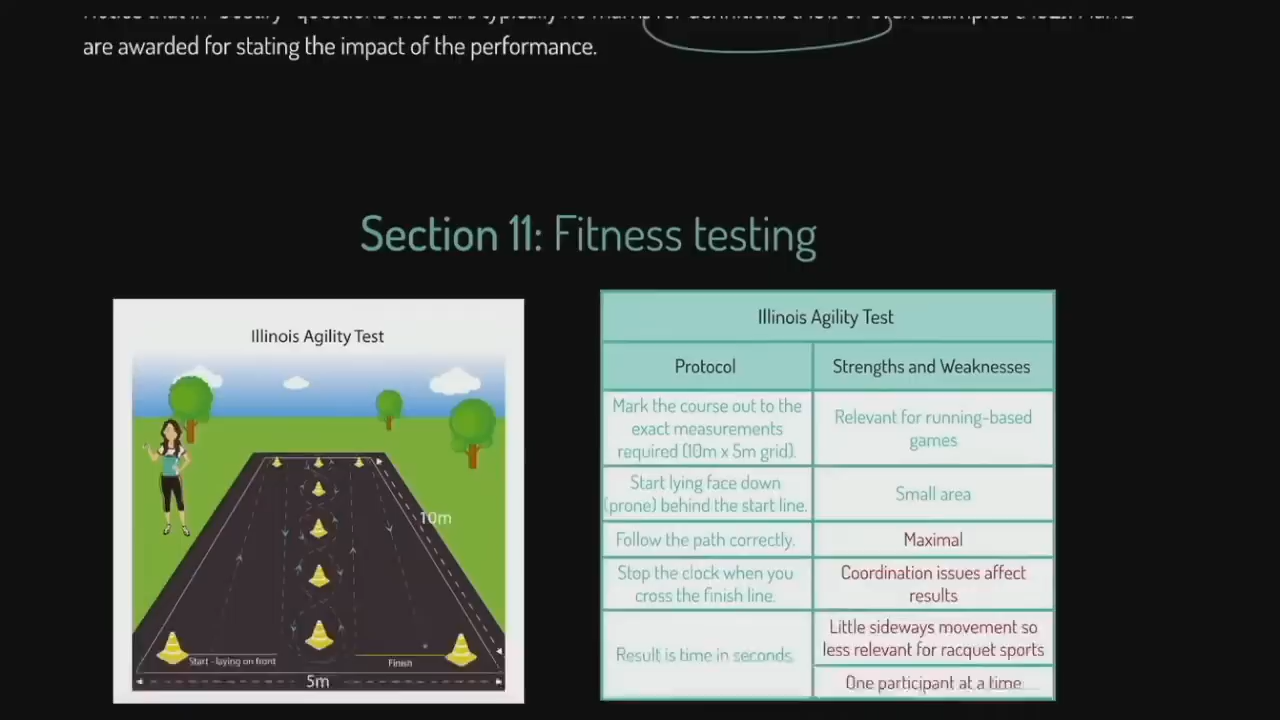 are awarded for stating the impact of the performance.
Section 11: Fitness testing
Illinois Agility Test
10m
Start - laying on front
Finish
5m
Illinois Agility Test
Protocol
Strengths and Weaknesses
Mark the course out to the
exact measurements
required (10m x 5m grid).
Relevant for running-based
games
Start lying face down
(prone) behind the start line.
Small area
Follow the path correctly.
Maximal
Stop the clock when you
cross the finish line.
Coordination issues affect
results
Result is time in seconds
Little sideways movement so
less relevant for racquet sports
One participant at a time